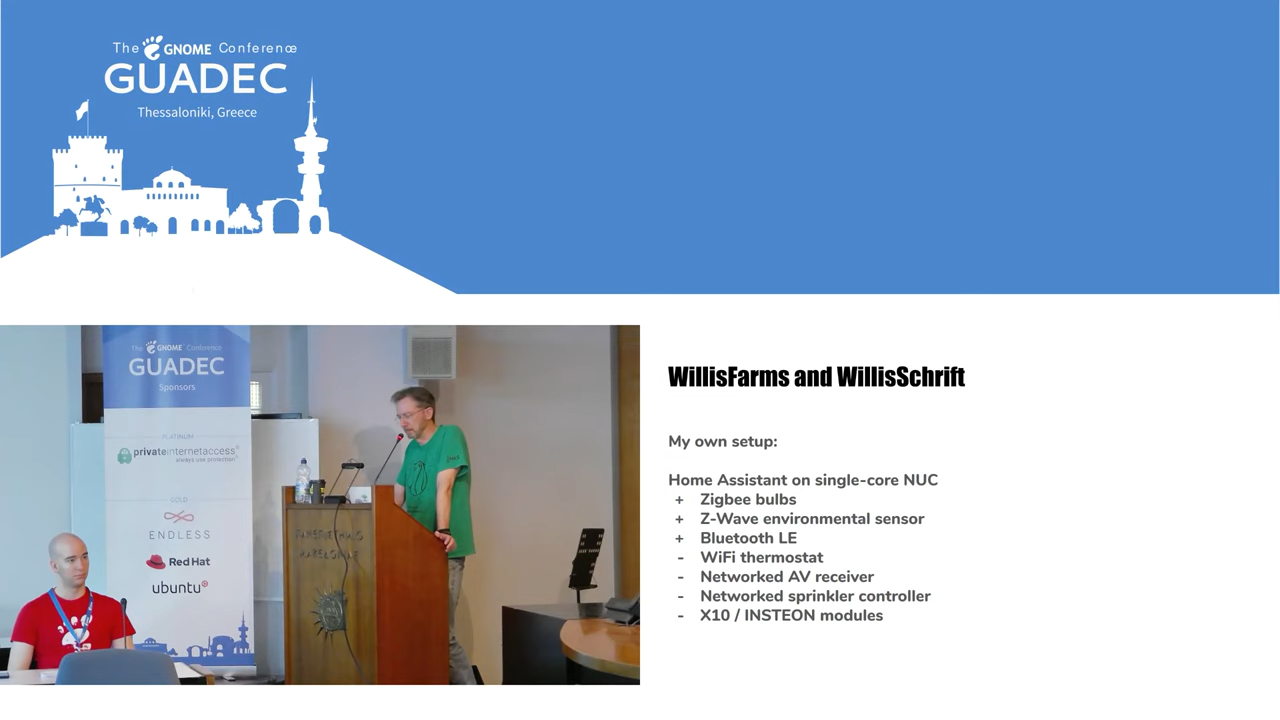 The GNOME Conference
GUADEC
Thessaloniki, Greece
The GNOME Conference
GUADEC
Sponsors
PLATINUM
privateinternetaccess®
always use protection®
GOLD
ENDLESS
Red Hat
ubuntu®
WillisFarms and WillisSchrift
My own setup:
Home Assistant on single-core NUC
+ Zigbee bulbs
+ Z-Wave environmental sensor
+ Bluetooth LE
- WiFi thermostat
- Networked AV receiver
- Networked sprinkler controller
- X10 / INSTEON modules